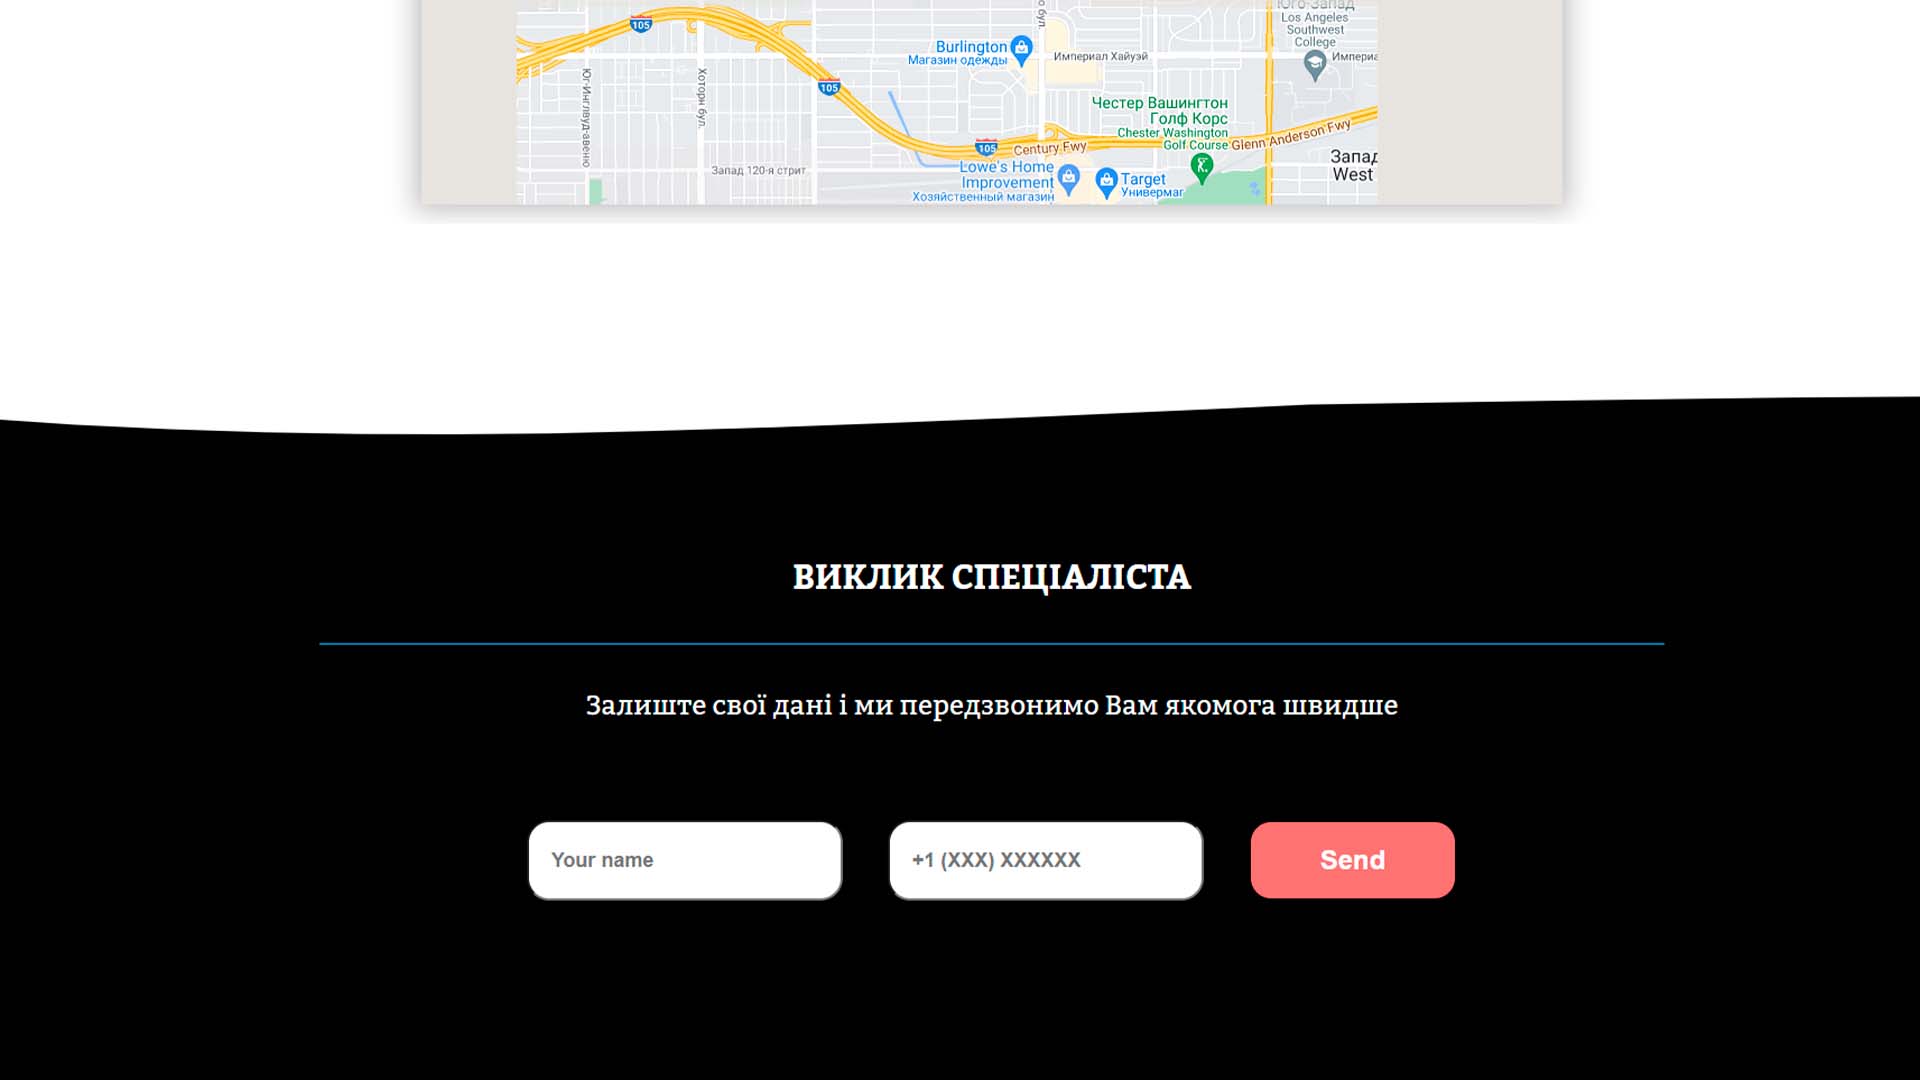 105
о бул.
Юго-Запад
Los Angeles
Southwest
College
Burlington
Магазин одежды
Империал Хайуэй
Империа
Юг-Инглвуд-авеню
Хоторн бул.
105
Честер Вашингтон
Голф Корс
Chester Washington
Golf Course
Glenn Anderson Fwy
105
Century Fwy
Запад 120-я стрит
Lowe's Home
Improvement
Хозяйственный магазин
Target
Универмаг
Запад
West
ВИКЛИК СПЕЦІАЛІСТА
Залиште свої дані і ми передзвонимо Вам якомога швидше
Your name
+1 (XXX) XXXXXX
Send